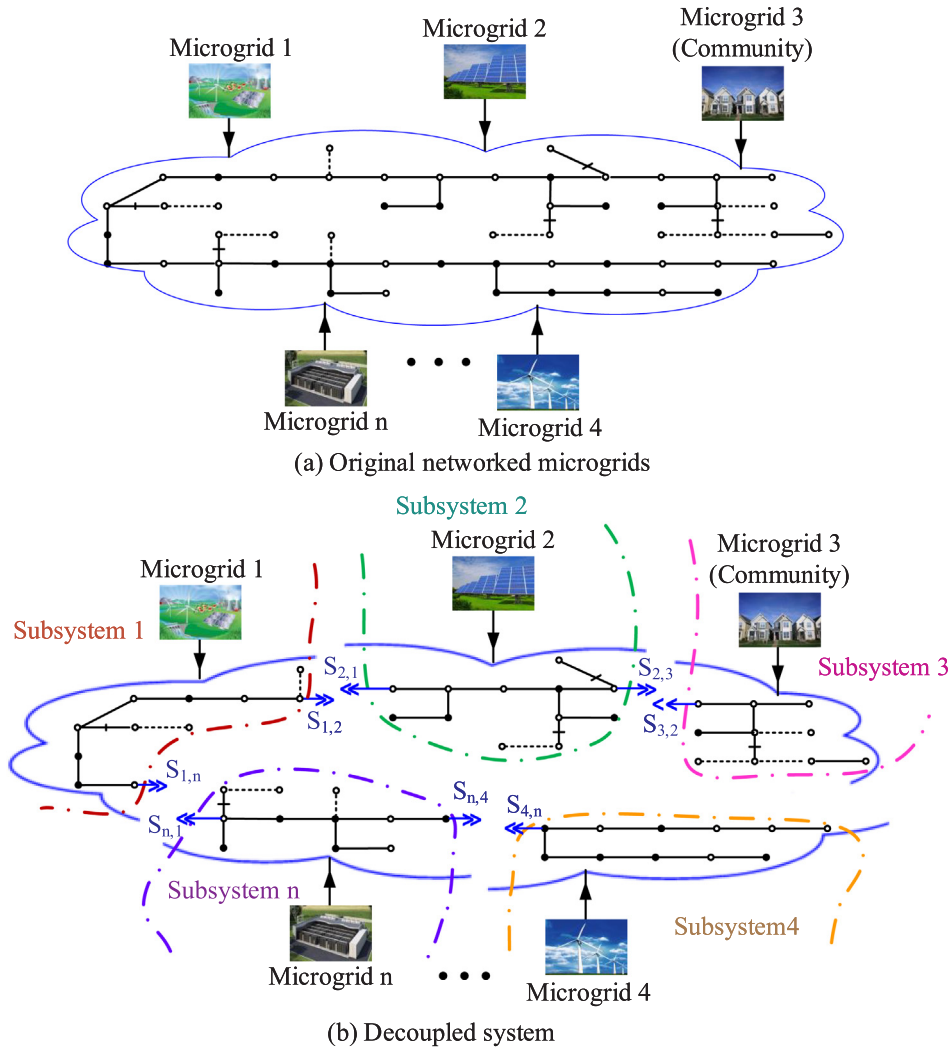 Microgrid 1
Microgrid 2
Microgrid 3
(Community)
Microgrid n
Microgrid 4
(a) Original networked microgrids
Subsystem 2
Microgrid 1
Microgrid 2
Microgrid 3
(Community)
Subsystem 1
Subsystem 3
S2,1
S2,3
S1,2
S3,2
S1,n
Sn,4
S4,n
Sn,1
Subsystem n
Subsystem4
Microgrid n
Microgrid 4
(b) Decoupled system